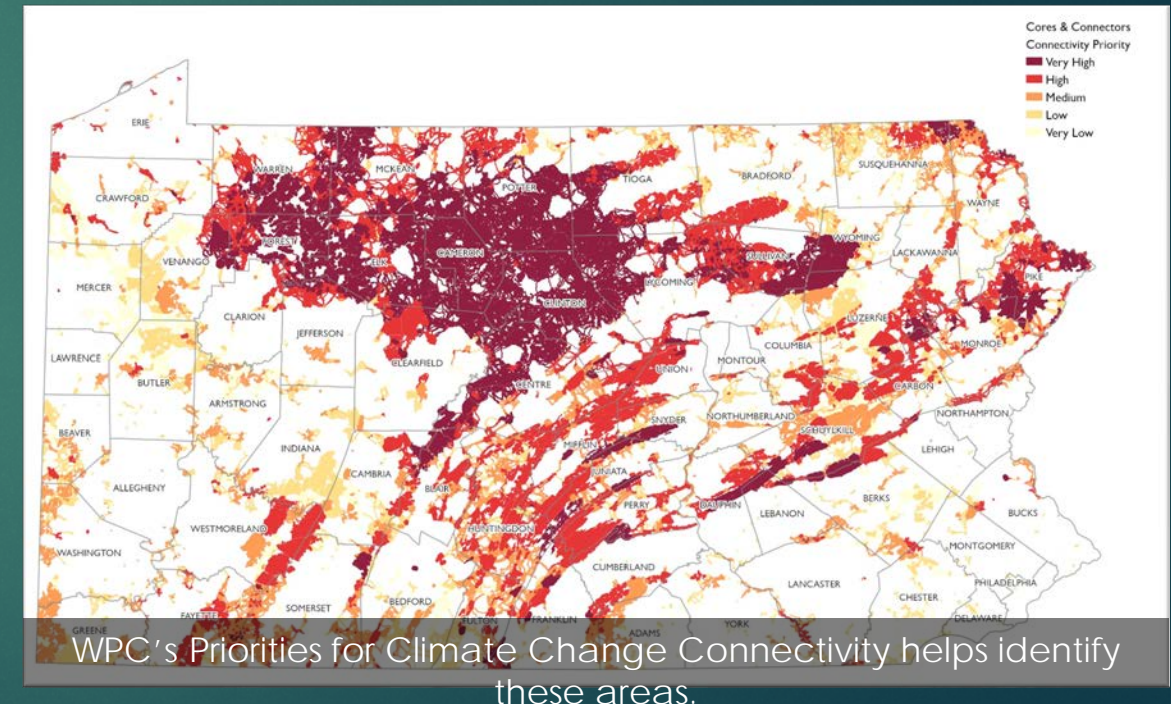 Cores & Connectors
Connectivity Priority
Very High
High
Medium
Low
Very Low
ERIE
WARREN
MCKEAN
POTTER
TIOGA
BRADFORD
SUSQUEHANNA
WAYNE
CRAWFORD
FOREST
VENANGO
ELK
CAMERON
CLINTON
LYCOMING
SULLIVAN
WYOMING
LACKAWANNA
PIKE
MERCER
CLARION
JEFFERSON
CLEARFIELD
CENTRE
UNION
MONTOUR
COLUMBIA
LUZERNE
MONROE
LAWRENCE
BUTLER
ARMSTRONG
CARBON
NORTHAMPTON
BEAVER
INDIANA
CAMBRIA
BLAIR
MIFFLIN
SNYDER
NORTHUMBERLAND
SCHUYLKILL
LEHIGH
ALLEGHENY
JUNIATA
PERRY
DAUPHIN
LEBANON
BERKS
BUCKS
WESTMORELAND
HUNTINGDON
WASHINGTON
CUMBERLAND
MONTGOMERY
LANCASTER
PHILADELPHIA
CHESTER
SOMERSET
BEDFORD
FAYETTE
FULTON
FRANKLIN
GREENE
ADAMS
YORK
DELAWARE
WPC's Priorities for Climate Change Connectivity helps identify
these areas.